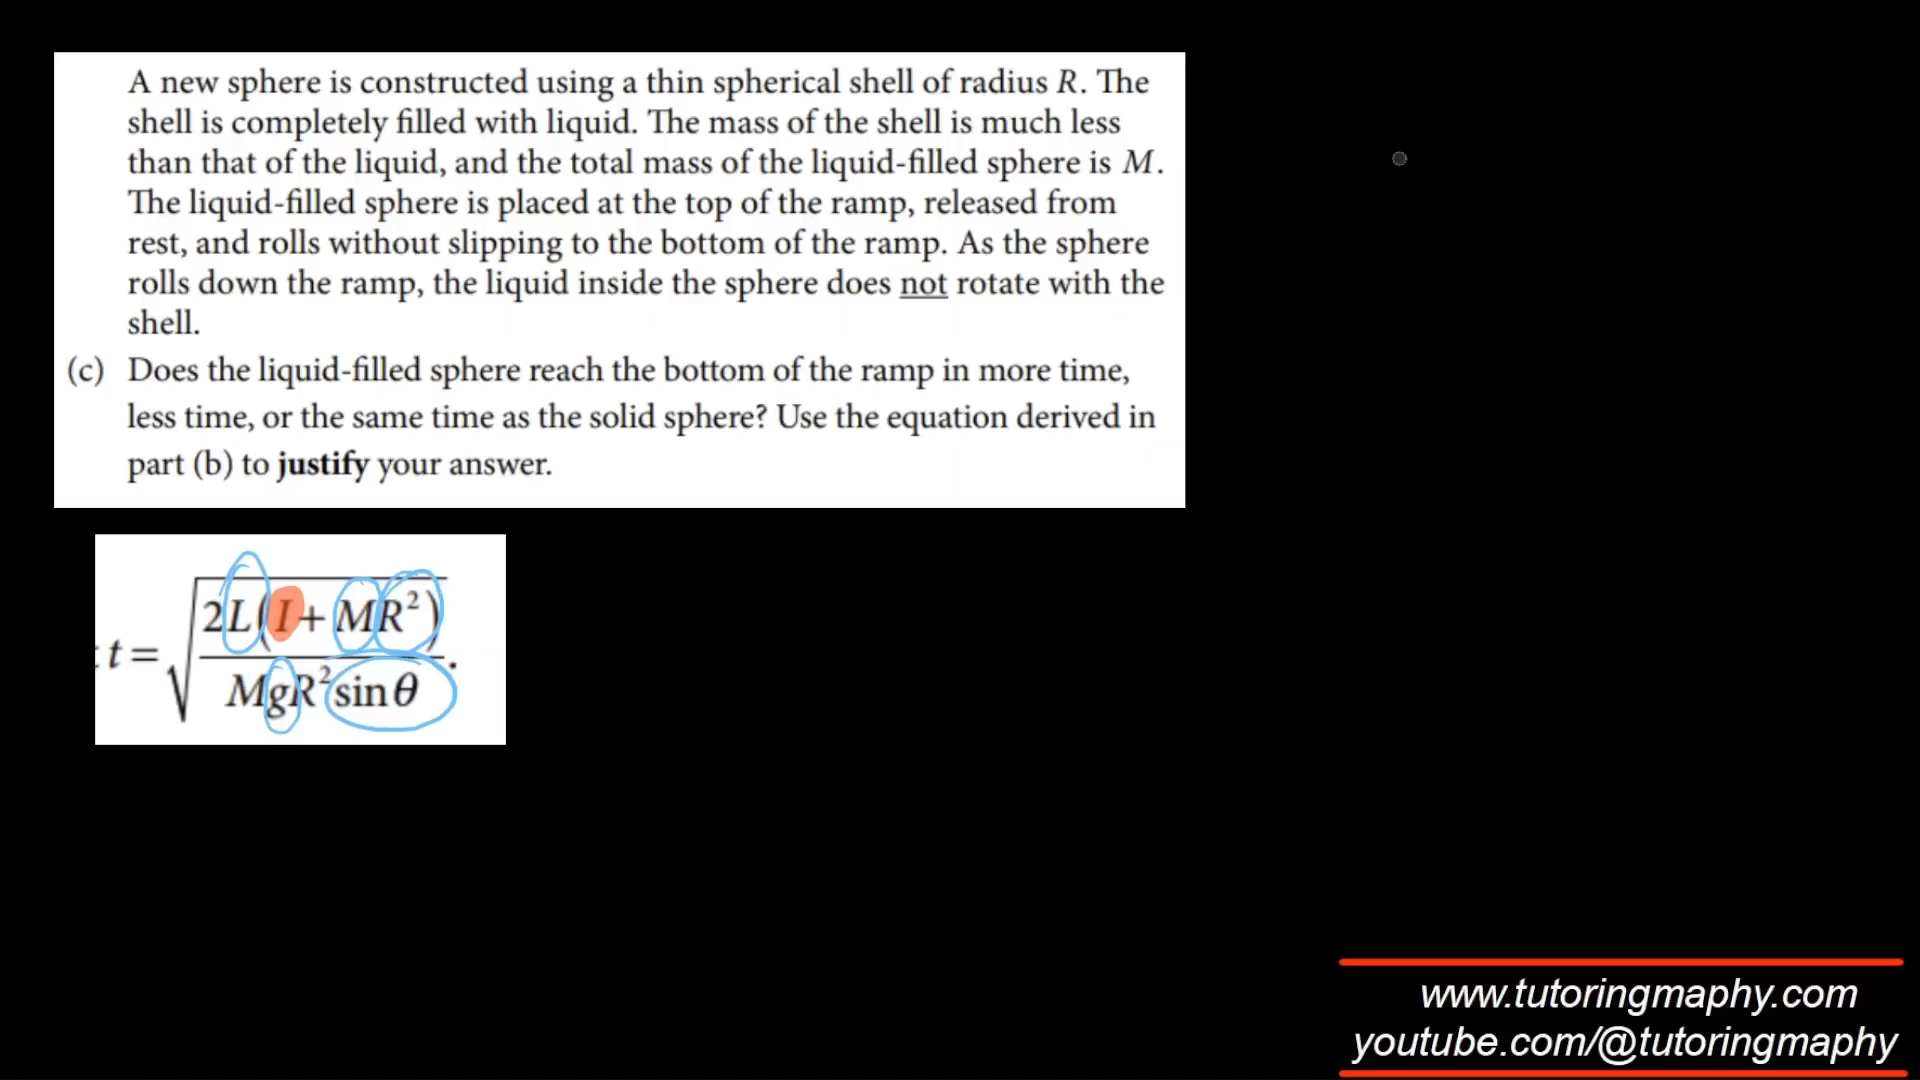 A new sphere is constructed using a thin spherical shell of radius R. The
shell is completely filled with liquid. The mass of the shell is much less
than that of the liquid, and the total mass of the liquid-filled sphere is M.
The liquid-filled sphere is placed at the top of the ramp, released from
rest, and rolls without slipping to the bottom of the ramp. As the sphere
rolls down the ramp, the liquid inside the sphere does not rotate with the
shell.
(c) Does the liquid-filled sphere reach the bottom of the ramp in more time,
less time, or the same time as the solid sphere? Use the equation derived in
part (b) to justify your answer.
: t = √ 2L(I + MR²)
MgR² sin θ .
www.tutoringmaphy.com
youtube.com/@tutoringmaphy